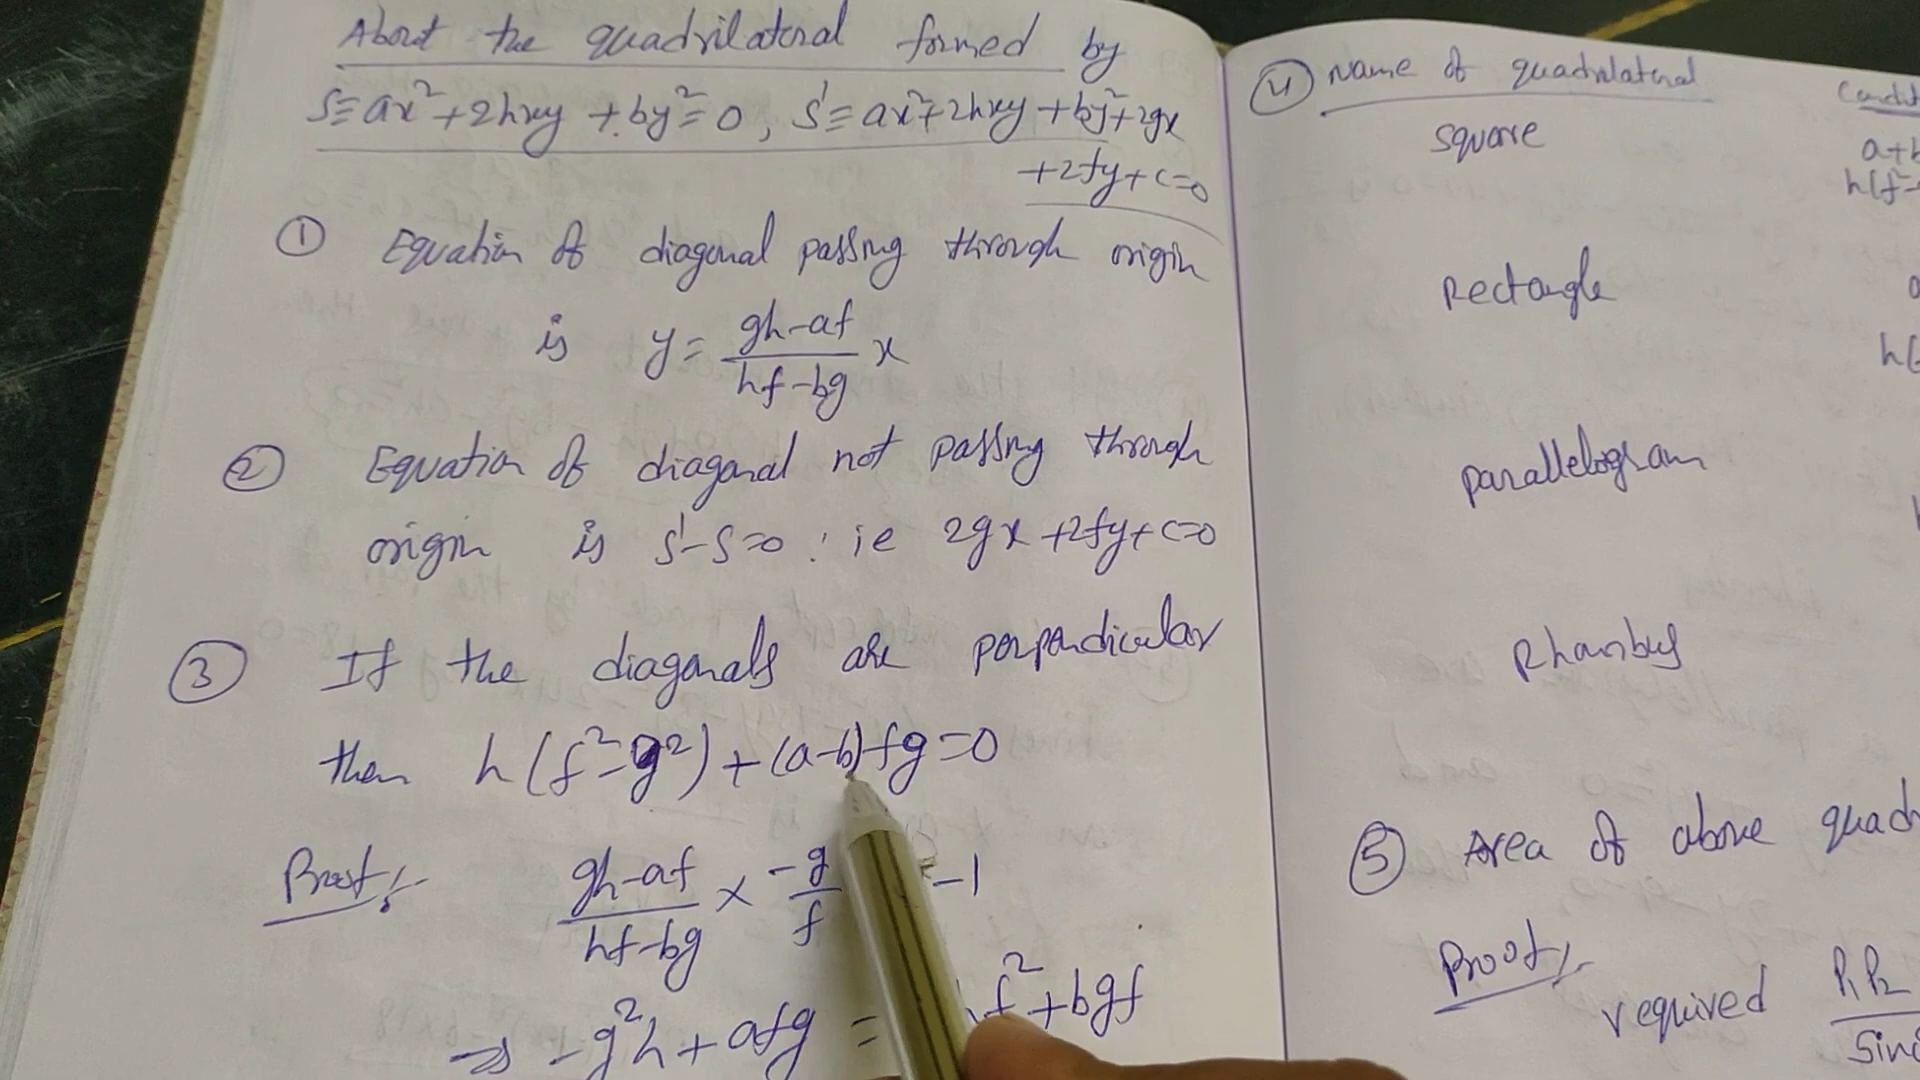 About the quadrilateral formed by
S≡ax²+2hxy+by²=0, S'≡ax²+2hxy+by²+2gx
+2fy+c=0
① Equation of diagonal passing through origin
is y= (gh-af)/(hf-bg) x
② Equation of diagonal not passing through
origin is S'-S=0 : ie 2gx+2fy+c=0
③ If the diagonals are perpendicular
then h(f²-g²)+(a-b)fg=0
Proof:- (gh-af)/(hf-bg) × -g/f -1
⇒ -g²h+afg = f²+bgf
④ Name of quadrilateral
square
Rectangle
parallelogram
Rhombus
⑤ Area of above
Proof:-
required P₁P₂